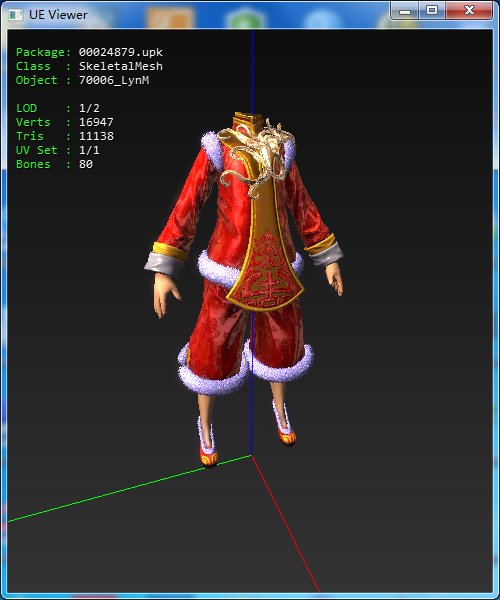 UE Viewer
Package: 00024879.upk
Class : SkeletalMesh
Object : 70006_LynM
LOD : 1/2
Verts : 16947
Tris : 11138
UV Set : 1/1
Bones : 80